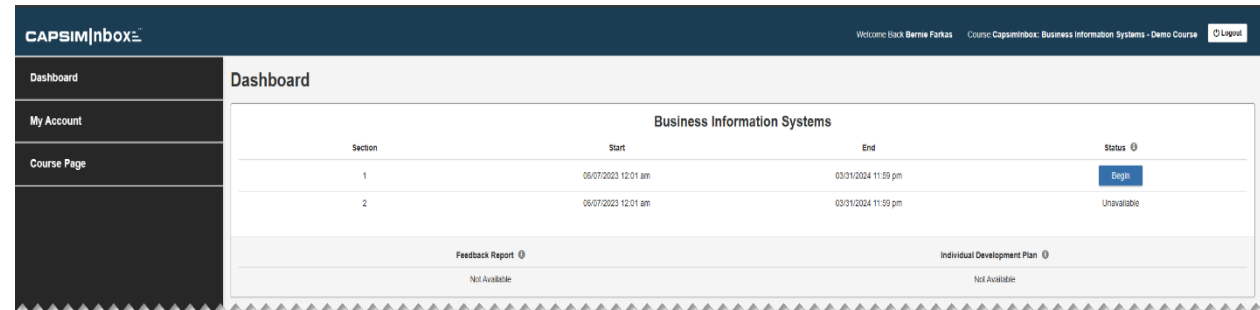 CAPSIMInbox
Welcome Back Bernie Farkas Course: CapsimInbox: Business Information Systems - Demo Course Logout
Dashboard
My Account
Course Page
Dashboard
Business Information Systems
Section Start End Status
1 06/07/2023 12:01 am 03/31/2024 11:59 pm Begin
2 06/07/2023 12:01 am 03/31/2024 11:59 pm Unavailable
Feedback Report Individual Development Plan
Not Available Not Available